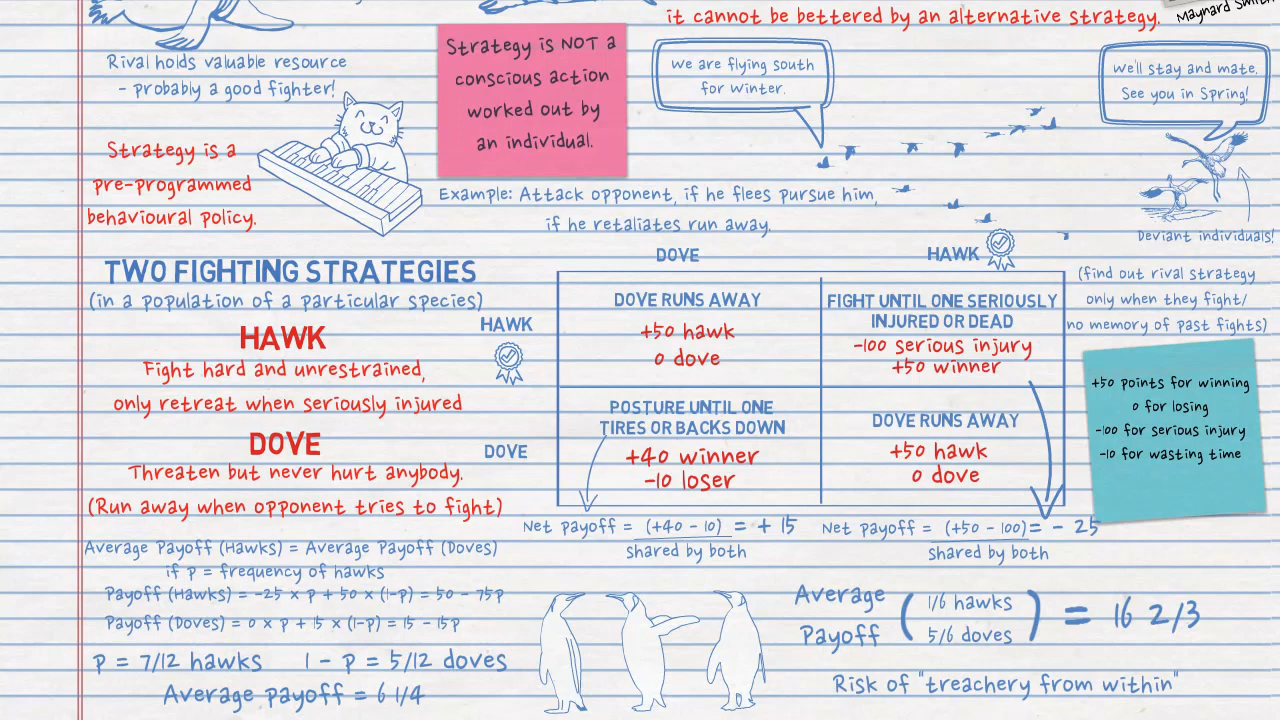 it cannot be bettered by an alternative strategy.
Maynard Smith
Rival holds valuable resource
- probably a good fighter!
Strategy is a
pre-programmed
behavioural policy.
Strategy is NOT a
conscious action
worked out by
an individual.
We are flying south
for winter.
We'll stay and mate.
See you in Spring!
Deviant individuals!
Example: Attack opponent, if he flees pursue him,
if he retaliates run away.
TWO FIGHTING STRATEGIES
(in a population of a particular species)
HAWK
Fight hard and unrestrained,
only retreat when seriously injured
DOVE
Threaten but never hurt anybody.
(Run away when opponent tries to fight)
DOVE
HAWK
HAWK
DOVE RUNS AWAY
+50 hawk
0 dove
FIGHT UNTIL ONE SERIOUSLY
INJURED OR DEAD
-100 serious injury
+50 winner
DOVE
POSTURE UNTIL ONE
TIRES OR BACKS DOWN
+40 winner
-10 loser
DOVE RUNS AWAY
+50 hawk
0 dove
(find out rival strategy
only when they fight/
no memory of past fights)
+50 points for winning
0 for losing
-100 for serious injury
-10 for wasting time
Net payoff = (+40 - 10) = + 15
shared by both
Net payoff = (+50 - 100) = - 25
shared by both
Average Payoff (Hawks) = Average Payoff (Doves)
if p = frequency of hawks
Payoff (Hawks) = -25 x p + 50 x (1-p) = 50 - 75p
Payoff (Doves) = 0 x p + 15 x (1-p) = 15 - 15p
p = 7/12 hawks 1 - p = 5/12 doves
Average payoff = 6 1/4
Average Payoff (1/6 hawks 5/6 doves) = 16 2/3
Risk of "treachery from within"